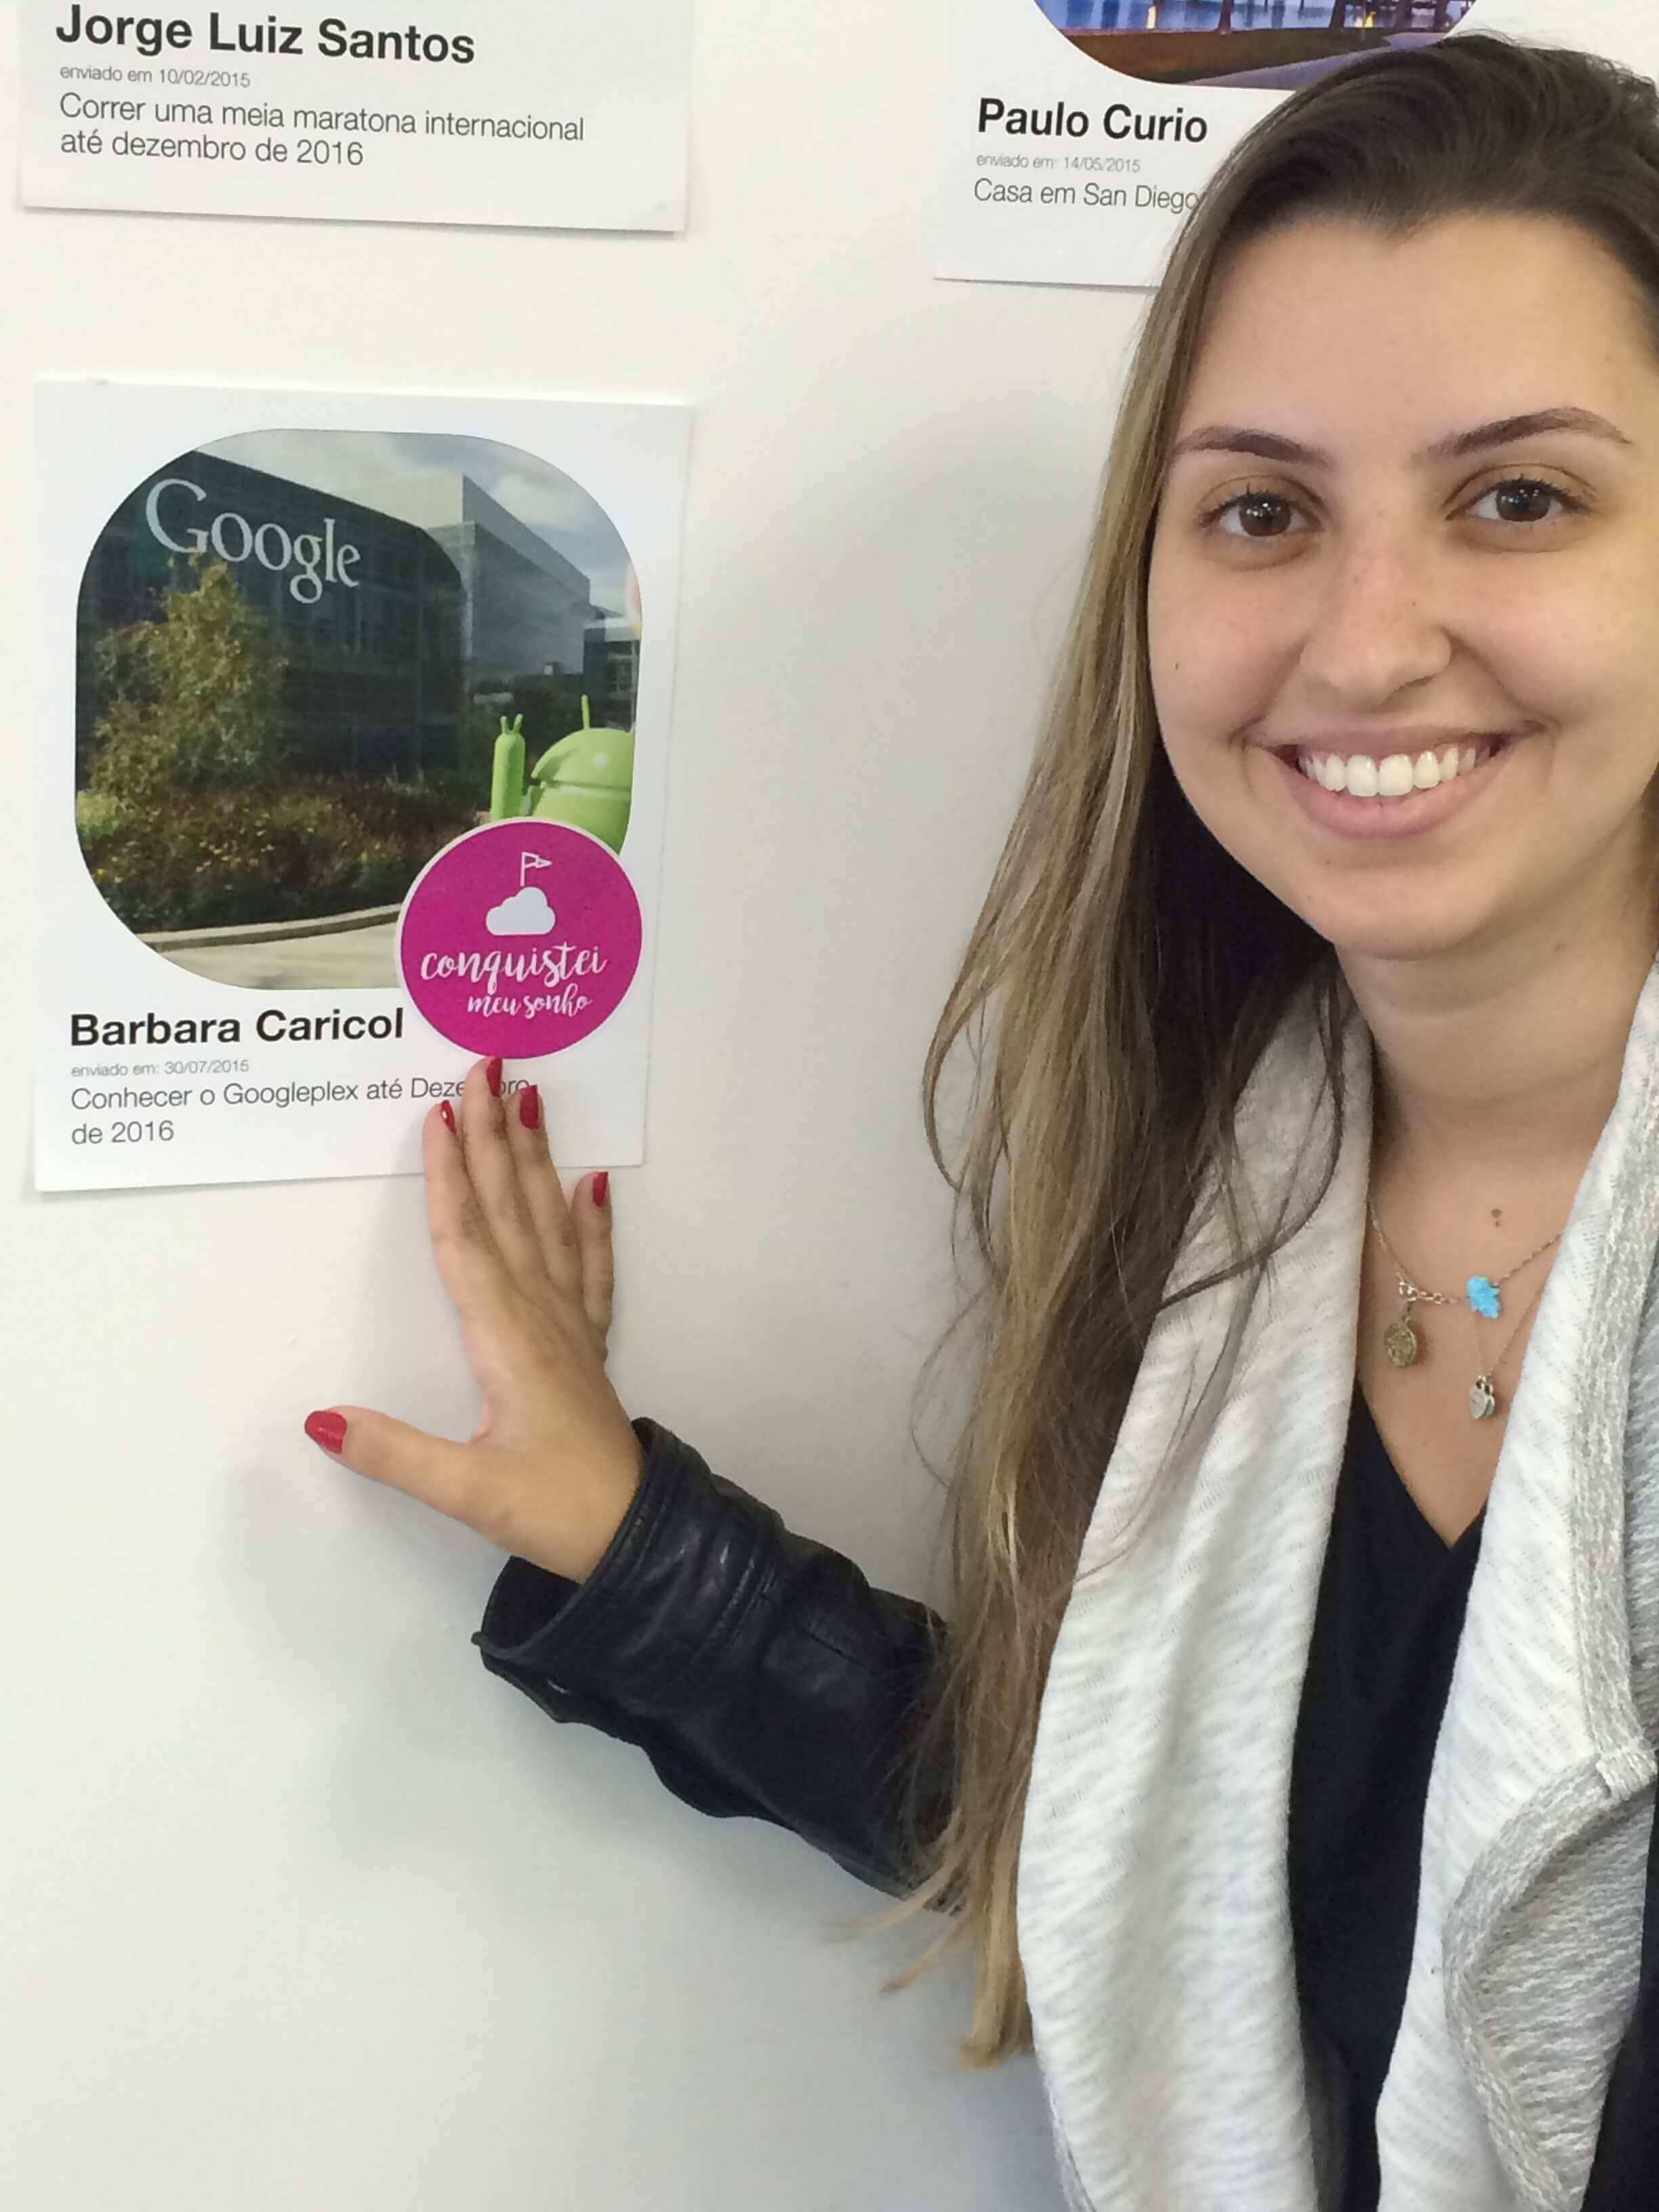 Jorge Luiz Santos
enviado em 10/02/2015
Correr uma meia maratona internacional
até dezembro de 2016
Paulo Curio
enviado em: 14/05/2015
Casa em San Diego
Google
conquistei
meu sonho
Barbara Caricol
enviado em: 30/07/2015
Conhecer o Googleplex até Dezembro
de 2016